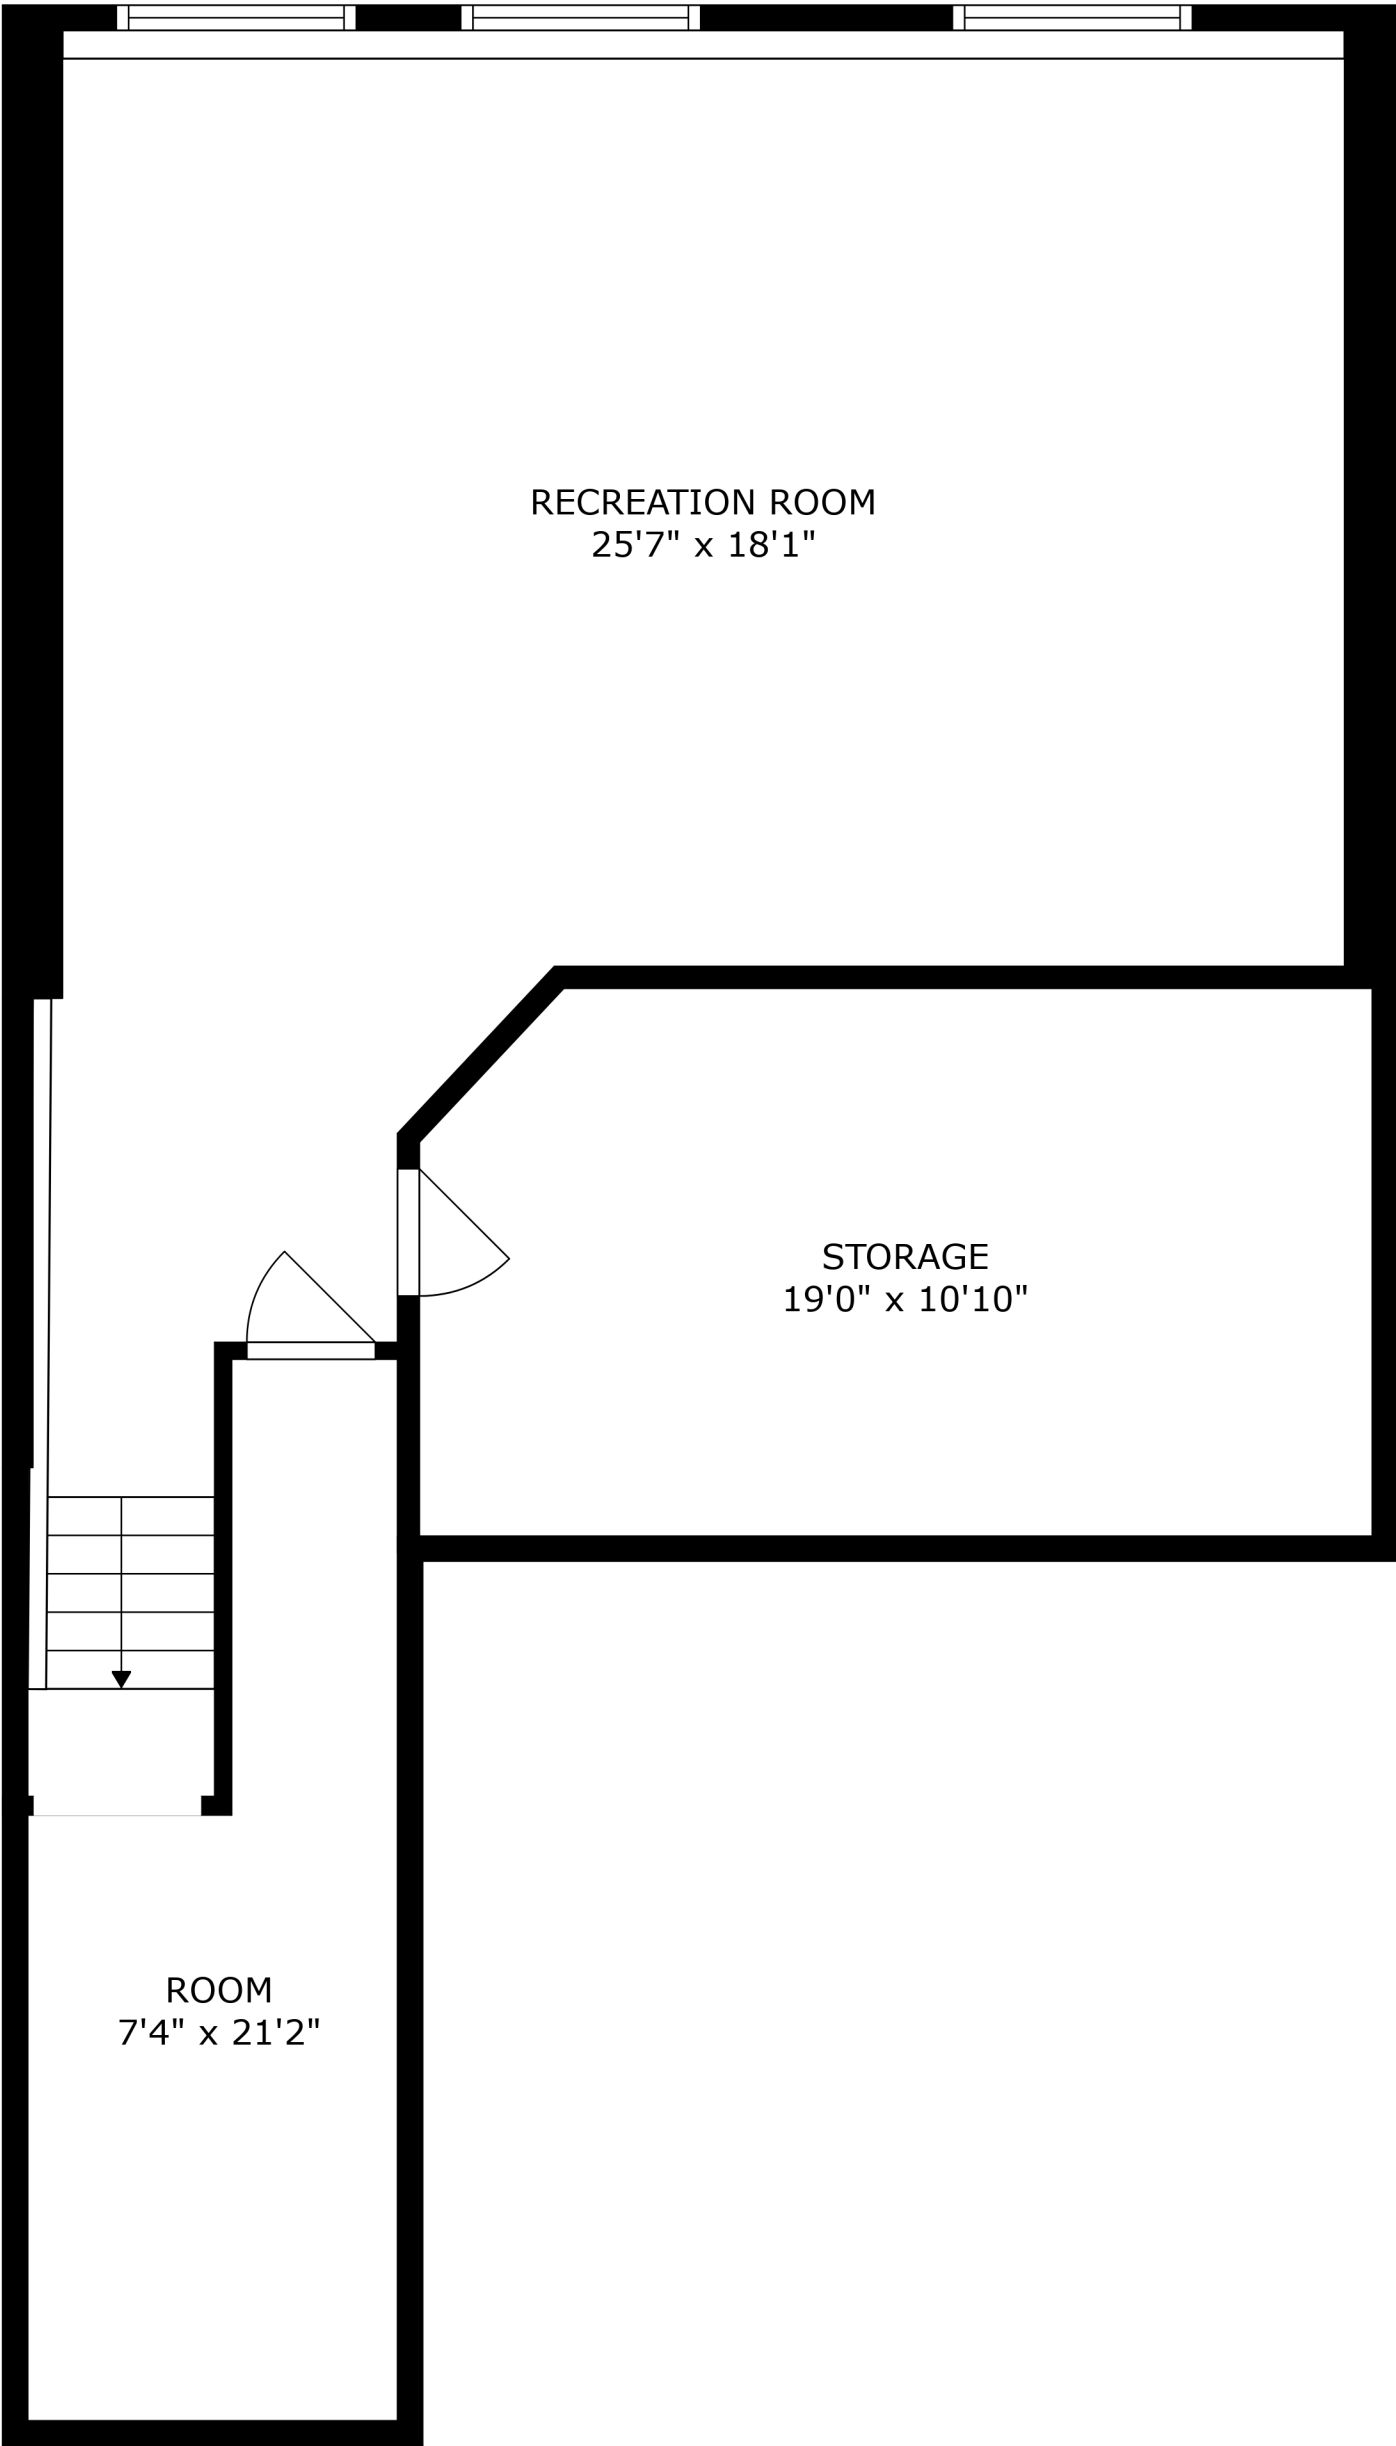 RECREATION ROOM
25'7" x 18'1"
STORAGE
19'0" x 10'10"
ROOM
7'4" x 21'2"